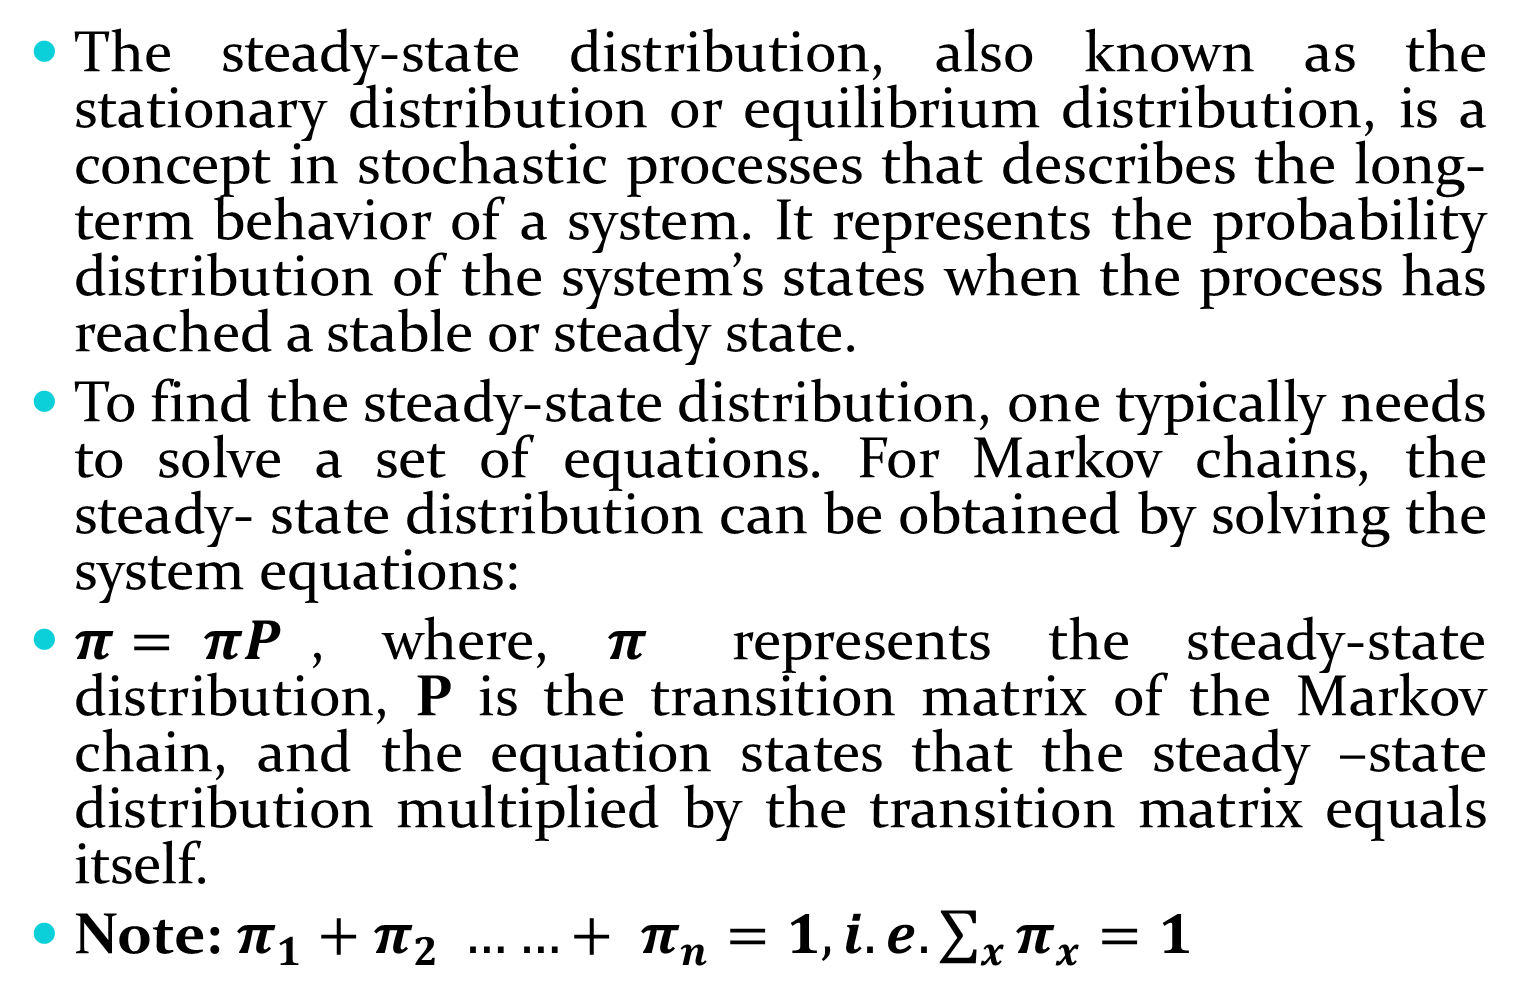 • The steady-state distribution, also known as the
stationary distribution or equilibrium distribution, is a
concept in stochastic processes that describes the long-
term behavior of a system. It represents the probability
distribution of the system’s states when the process has
reached a stable or steady state.
• To find the steady-state distribution, one typically needs
to solve a set of equations. For Markov chains, the
steady- state distribution can be obtained by solving the
system equations:
• π = πP , where, π represents the steady-state
distribution, P is the transition matrix of the Markov
chain, and the equation states that the steady –state
distribution multiplied by the transition matrix equals
itself.
• Note: π₁ + π₂ … … + πₙ = 1, i. e. ∑ₓ πₓ = 1